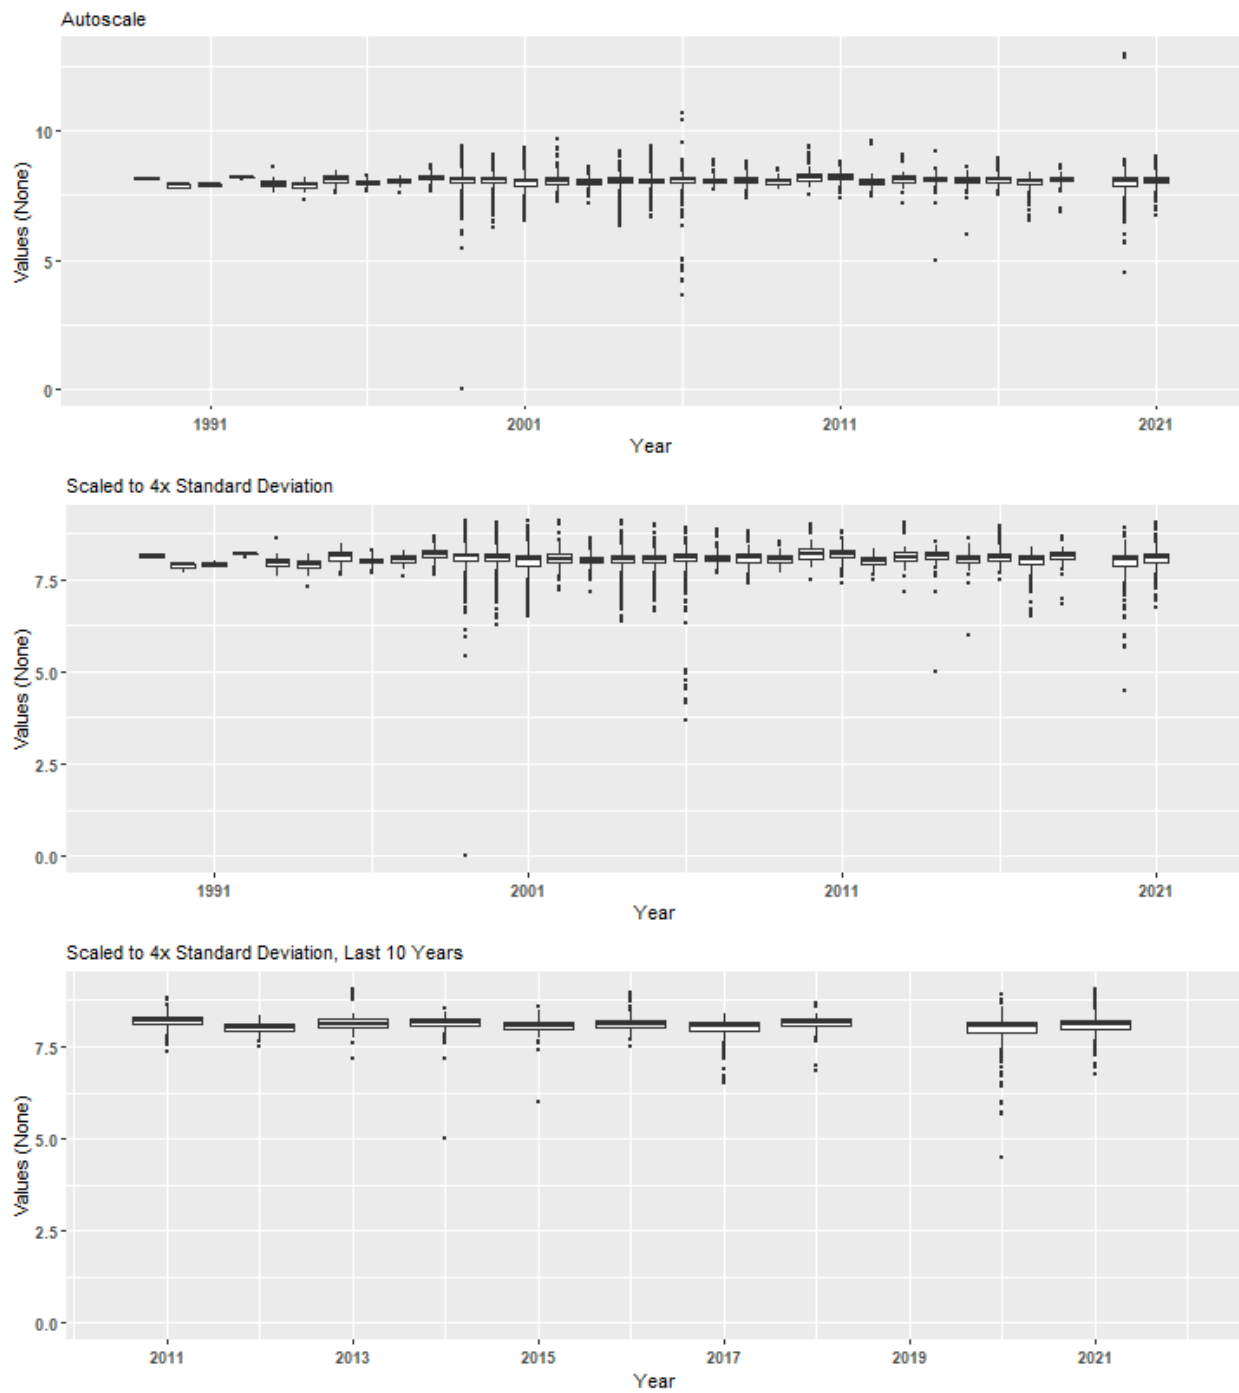 Autoscale
10
5
0
Values (None)
1991 2001 2011 2021
Year
Scaled to 4x Standard Deviation
7.5
5.0
2.5
0.0
Values (None)
1991 2001 2011 2021
Year
Scaled to 4x Standard Deviation, Last 10 Years
7.5
5.0
2.5
0.0
Values (None)
2011 2013 2015 2017 2019 2021
Year